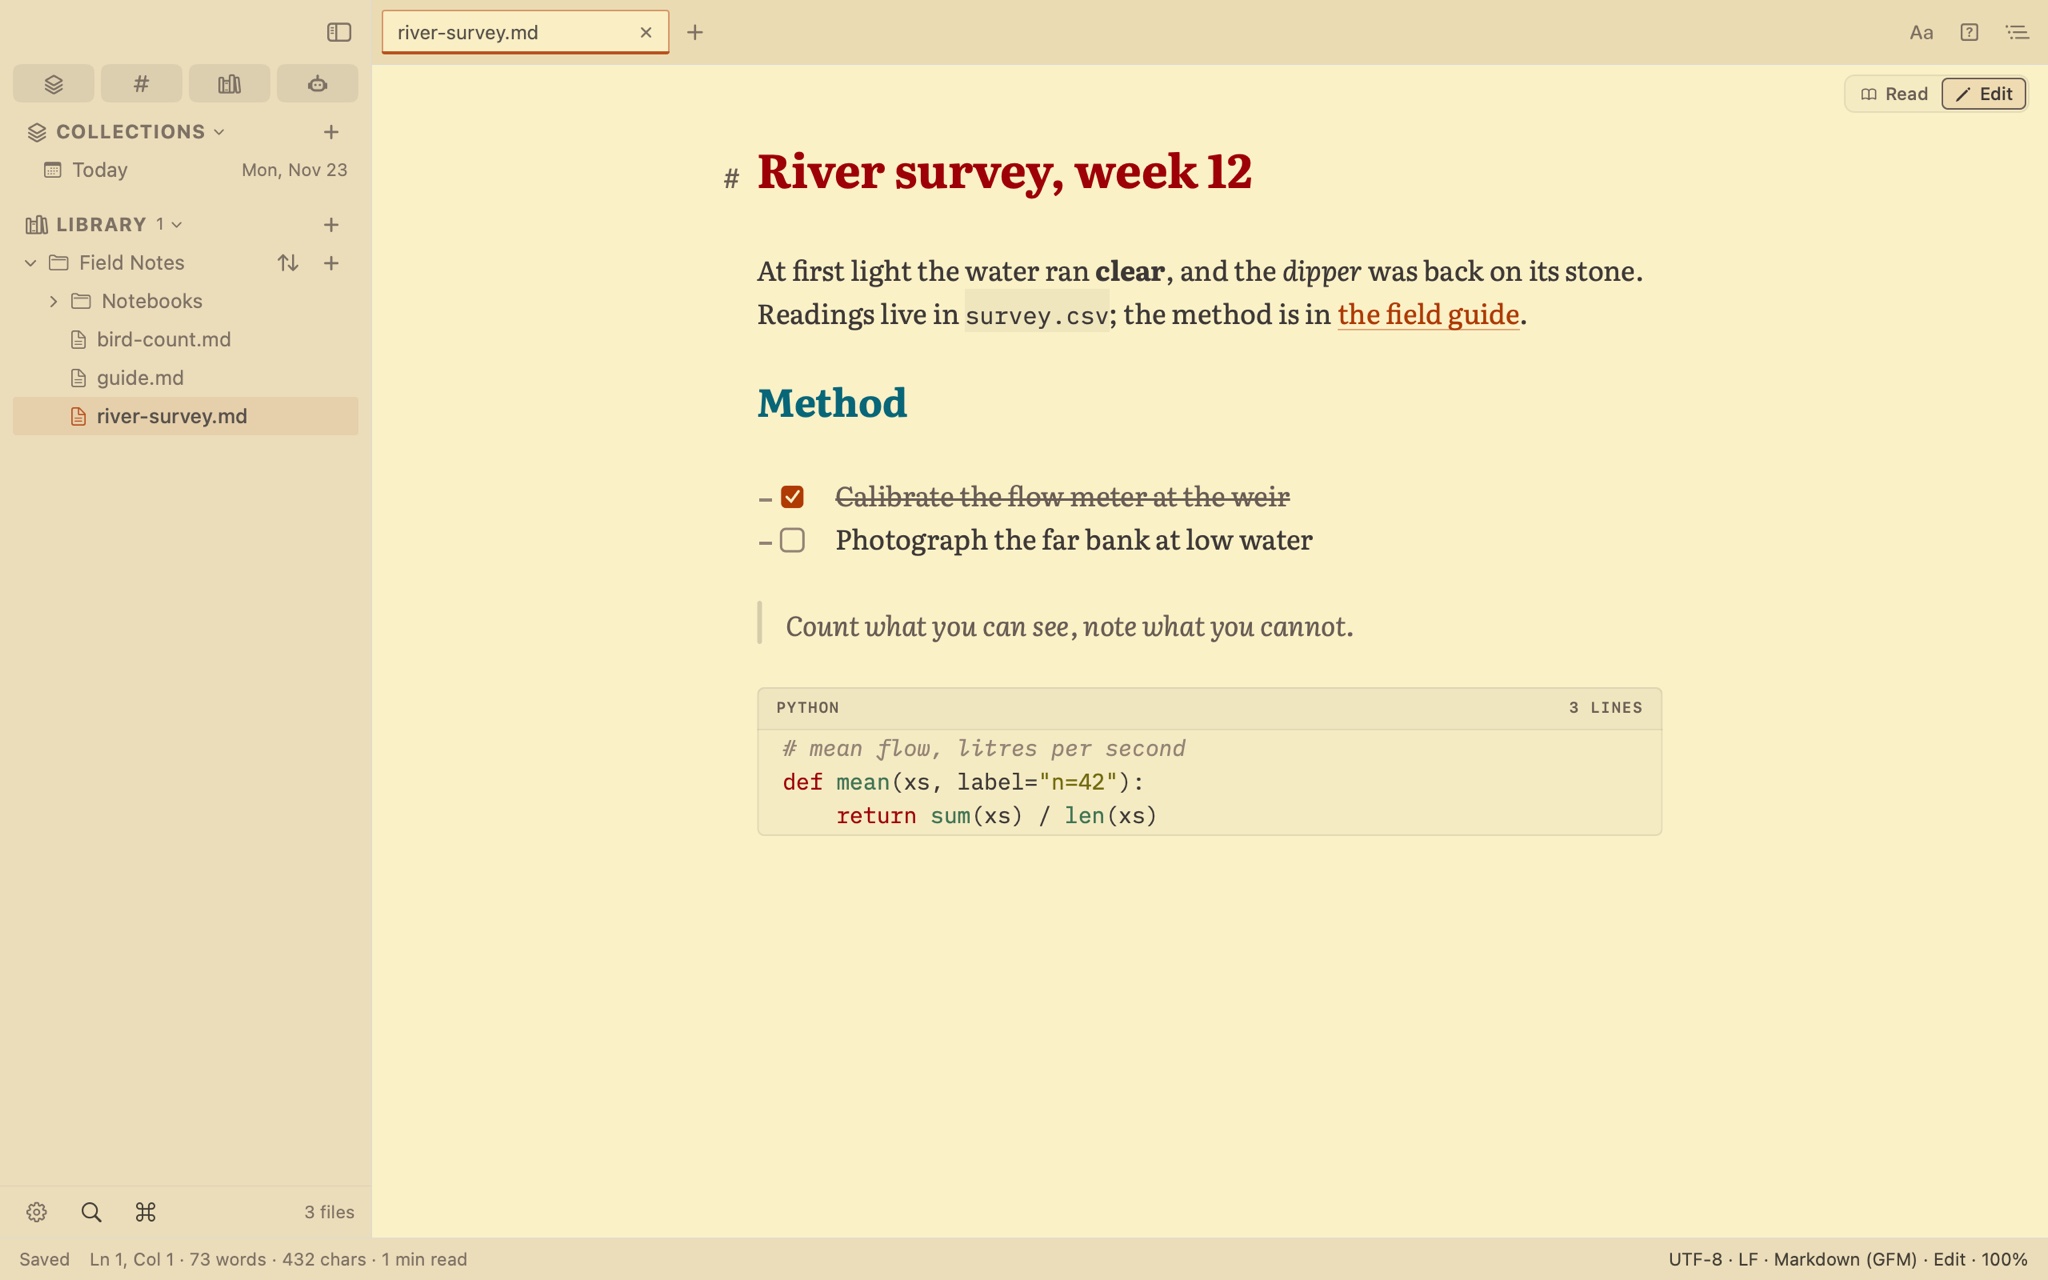 river-survey.md
Aa
Read
Edit
COLLECTIONS
Today
Mon, Nov 23
LIBRARY 1
Field Notes
Notebooks
bird-count.md
guide.md
river-survey.md
3 files
# River survey, week 12
At first light the water ran clear, and the dipper was back on its stone.
Readings live in survey.csv; the method is in the field guide.
Method
Calibrate the flow meter at the weir
Photograph the far bank at low water
Count what you can see, note what you cannot.
PYTHON
3 LINES
# mean flow, litres per second
def mean(xs, label="n=42"):
    return sum(xs) / len(xs)
Saved
Ln 1, Col 1 · 73 words · 432 chars · 1 min read
UTF-8 · LF · Markdown (GFM) · Edit · 100%